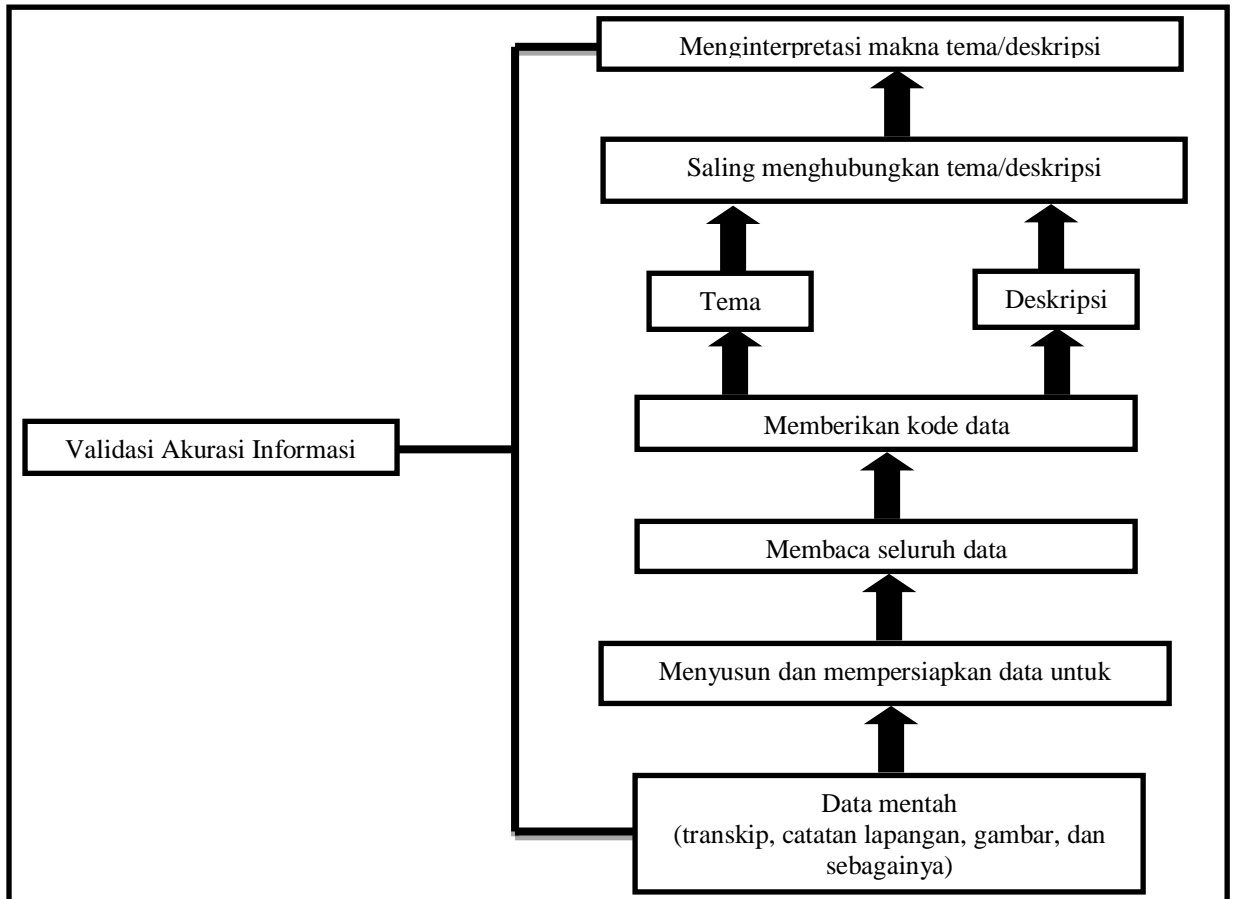 Menginterpretasi makna tema/deskripsi
Saling menghubungkan tema/deskripsi
Tema
Deskripsi
Memberikan kode data
Validasi Akurasi Informasi
Membaca seluruh data
Menyusun dan mempersiapkan data untuk
Data mentah
(transkip, catatan lapangan, gambar, dan
sebagainya)